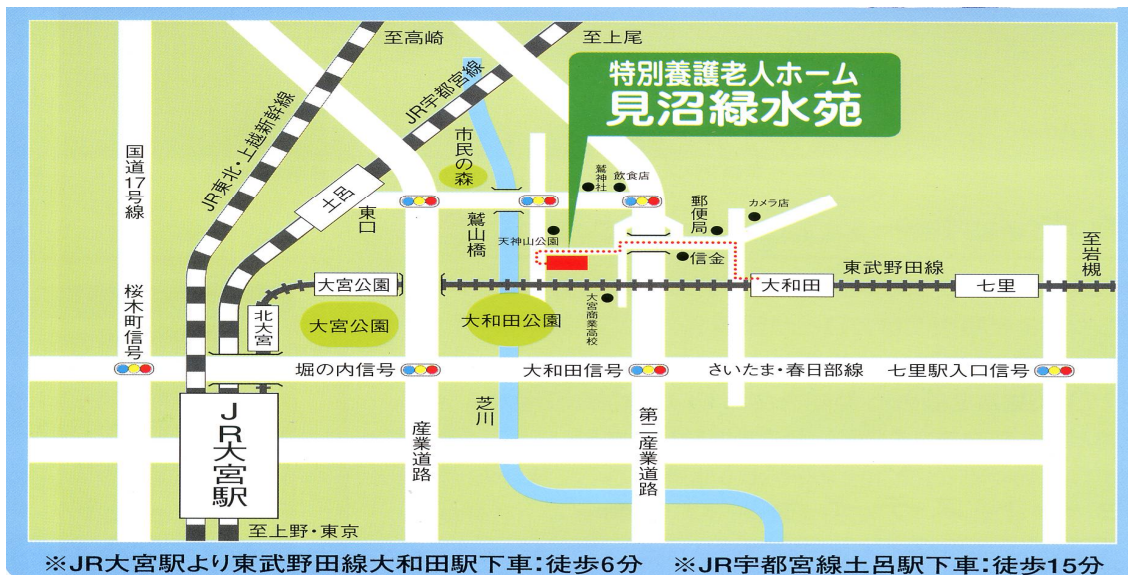 至高崎
至上尾
特別養護老人ホーム
見沼緑水苑
JR宇都宮線
JR東北・上越新幹線
国道17号線
市民の森
土呂
東口
鷲神社
飲食店
郵便局
カメラ店
鷲山橋
天神山公園
信金
至岩槻
東武野田線
大宮公園
大和田
七里
桜木町信号
北大宮
大宮公園
大和田公園
大宮商業高校
堀の内信号
大和田信号
さいたま・春日部線
七里駅入口信号
JR大宮駅
産業道路
芝川
第二産業道路
至上野・東京
※JR大宮駅より東武野田線大和田駅下車:徒歩6分 ※JR宇都宮線土呂駅下車:徒歩15分